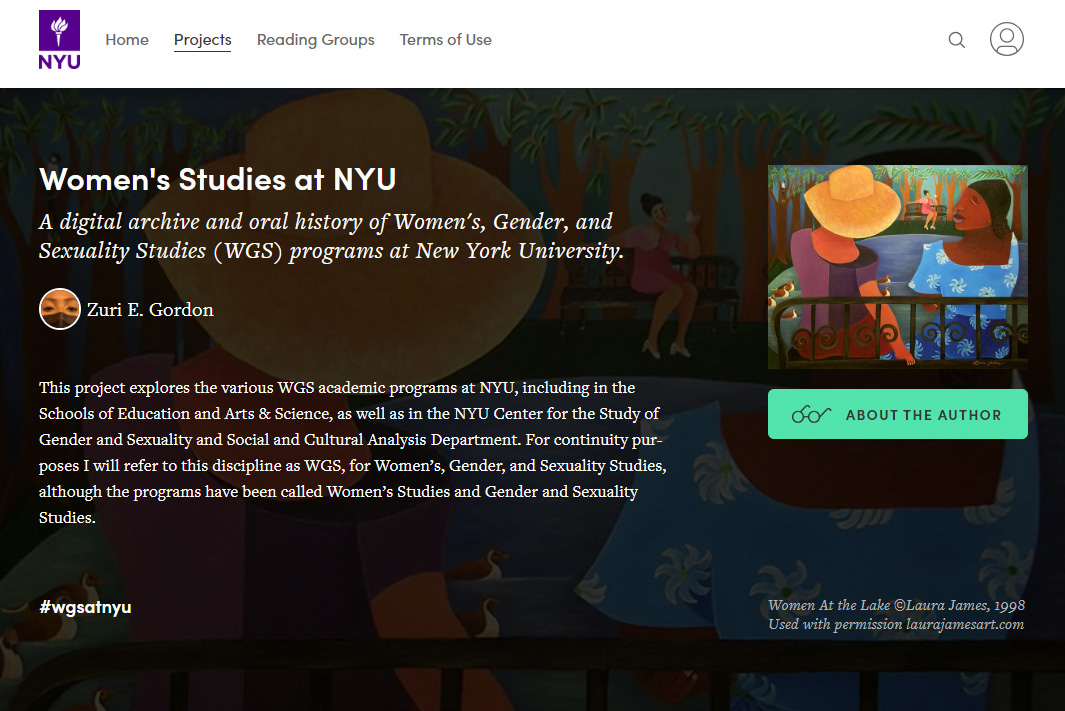 NYU
Home
Projects
Reading Groups
Terms of Use
Women's Studies at NYU
A digital archive and oral history of Women's, Gender, and
Sexuality Studies (WGS) programs at New York University.
Zuri E. Gordon
This project explores the various WGS academic programs at NYU, including in the
Schools of Education and Arts & Science, as well as in the NYU Center for the Study of
Gender and Sexuality and Social and Cultural Analysis Department. For continuity pur-
poses I will refer to this discipline as WGS, for Women’s, Gender, and Sexuality Studies,
although the programs have been called Women’s Studies and Gender and Sexuality
Studies.
ABOUT THE AUTHOR
#wgsatnyu
Women At the Lake ©Laura James, 1998
Used with permission laurajamesart.com